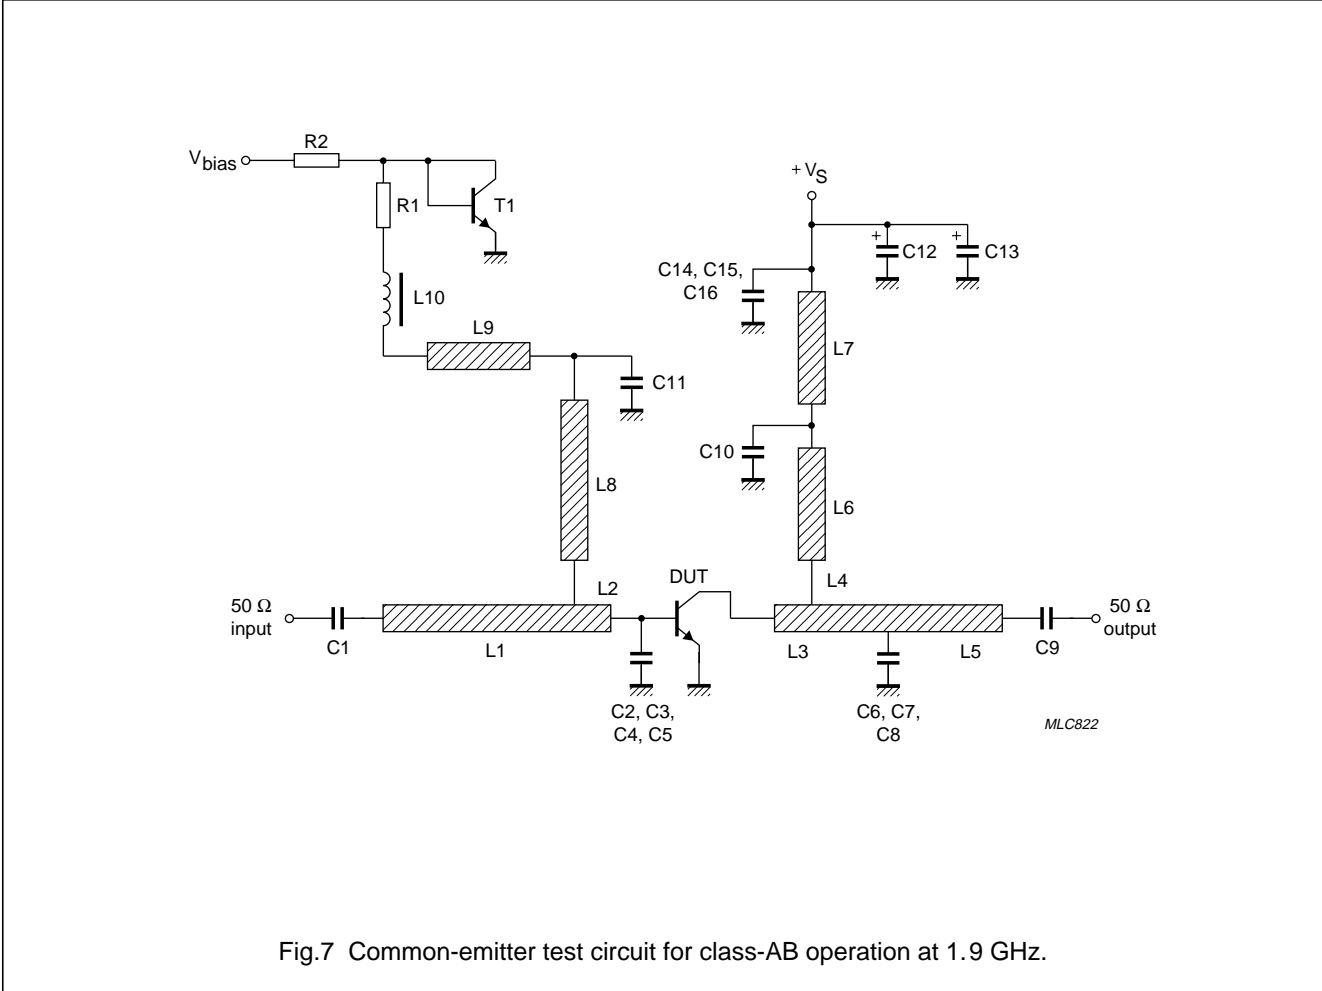 R2
Vbias
R1
T1
L10
L9
C11
L8
+VS
C12
C13
C14, C15,
C16
L7
C10
L6
L2
DUT
L4
50 Ω
input
C1
L1
L3
L5
C9
50 Ω
output
C2, C3,
C4, C5
C6, C7,
C8
+
+
MLC822
Fig.7 Common-emitter test circuit for class-AB operation at 1.9 GHz.